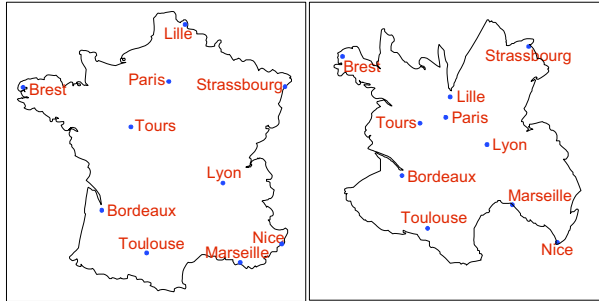 Lille
Paris
Strassbourg
Brest
Tours
Lyon
Bordeaux
Nice
Toulouse
Marseille
Strassbourg
Brest
Lille
Paris
Tours
Lyon
Bordeaux
Marseille
Toulouse
Nice